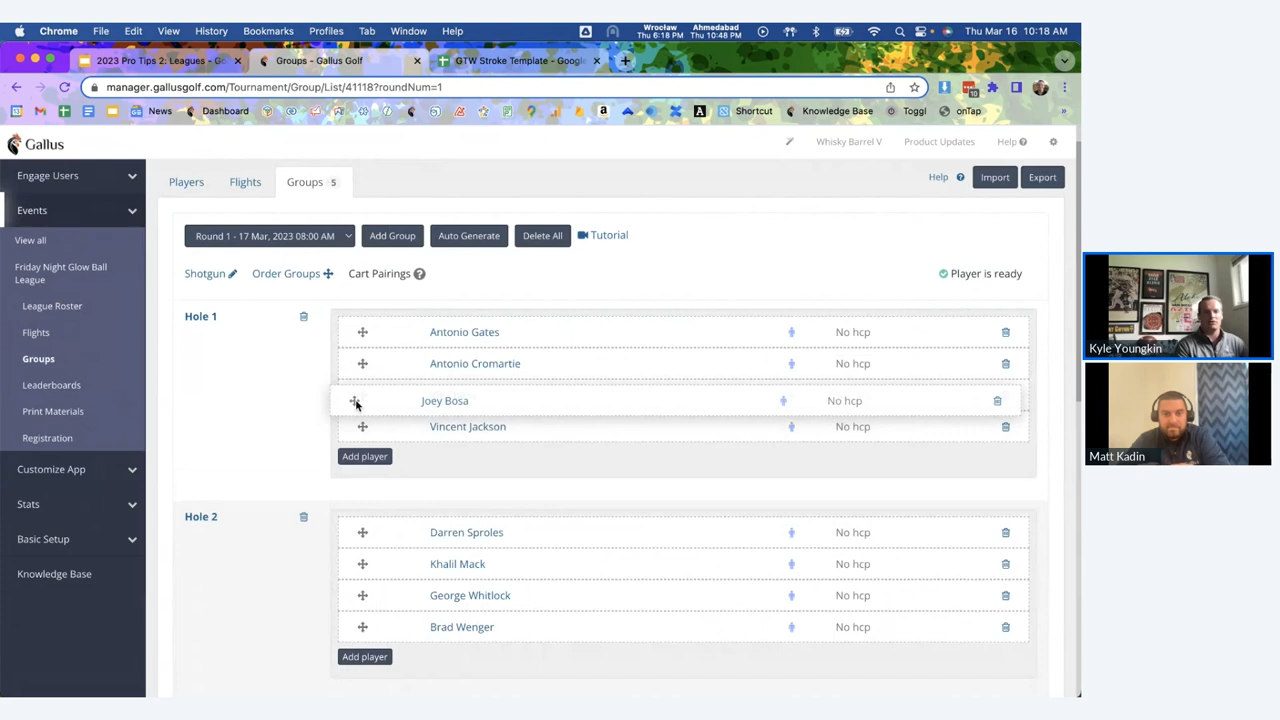 Chrome File Edit View History Bookmarks Profiles Tab Window Help
Wrocław Thu 6:18 PM
Ahmedabad Thu 10:48 PM
Thu Mar 16 10:18 AM
2023 Pro Tips 2: Leagues - Go
Groups - Gallus Golf
GTW Stroke Template - Google
manager.gallusgolf.com/Tournament/Group/List/41118?roundNum=1
News Dashboard Shortcut Knowledge Base Toggl onTap
Gallus
Whisky Barrel V Product Updates Help
Engage Users
Events
View all
Friday Night Glow Ball League
League Roster
Flights
Groups
Leaderboards
Print Materials
Registration
Customize App
Stats
Basic Setup
Knowledge Base
Players Flights Groups 5
Help Import Export
Round 1 - 17 Mar, 2023 08:00 AM Add Group Auto Generate Delete All Tutorial
Shotgun Order Groups Cart Pairings Player is ready
Hole 1
Antonio Gates No hcp
Antonio Cromartie No hcp
Joey Bosa No hcp
Vincent Jackson No hcp
Add player
Hole 2
Darren Sproles No hcp
Khalil Mack No hcp
George Whitlock No hcp
Brad Wenger No hcp
Add player
Kyle Youngkin
Matt Kadin